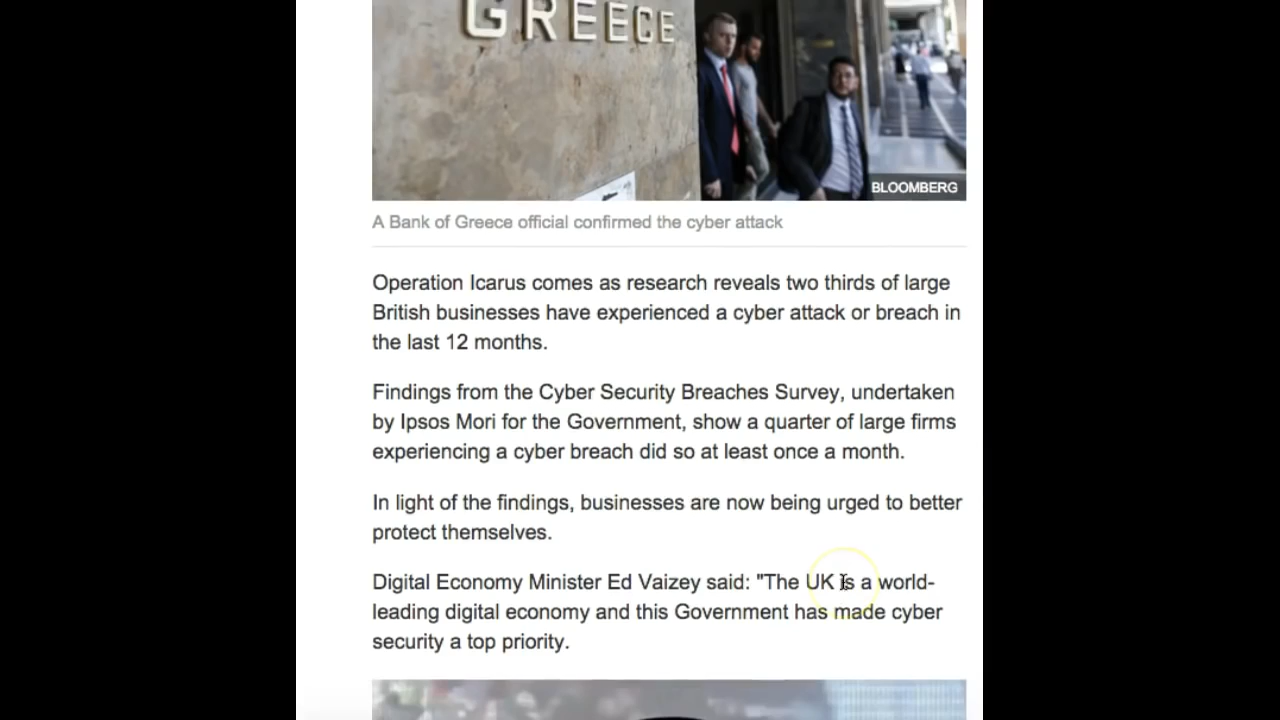 GREECE
BLOOMBERG
A Bank of Greece official confirmed the cyber attack
Operation Icarus comes as research reveals two thirds of large
British businesses have experienced a cyber attack or breach in
the last 12 months.
Findings from the Cyber Security Breaches Survey, undertaken
by Ipsos Mori for the Government, show a quarter of large firms
experiencing a cyber breach did so at least once a month.
In light of the findings, businesses are now being urged to better
protect themselves.
Digital Economy Minister Ed Vaizey said: "The UK is a world-
leading digital economy and this Government has made cyber
security a top priority.